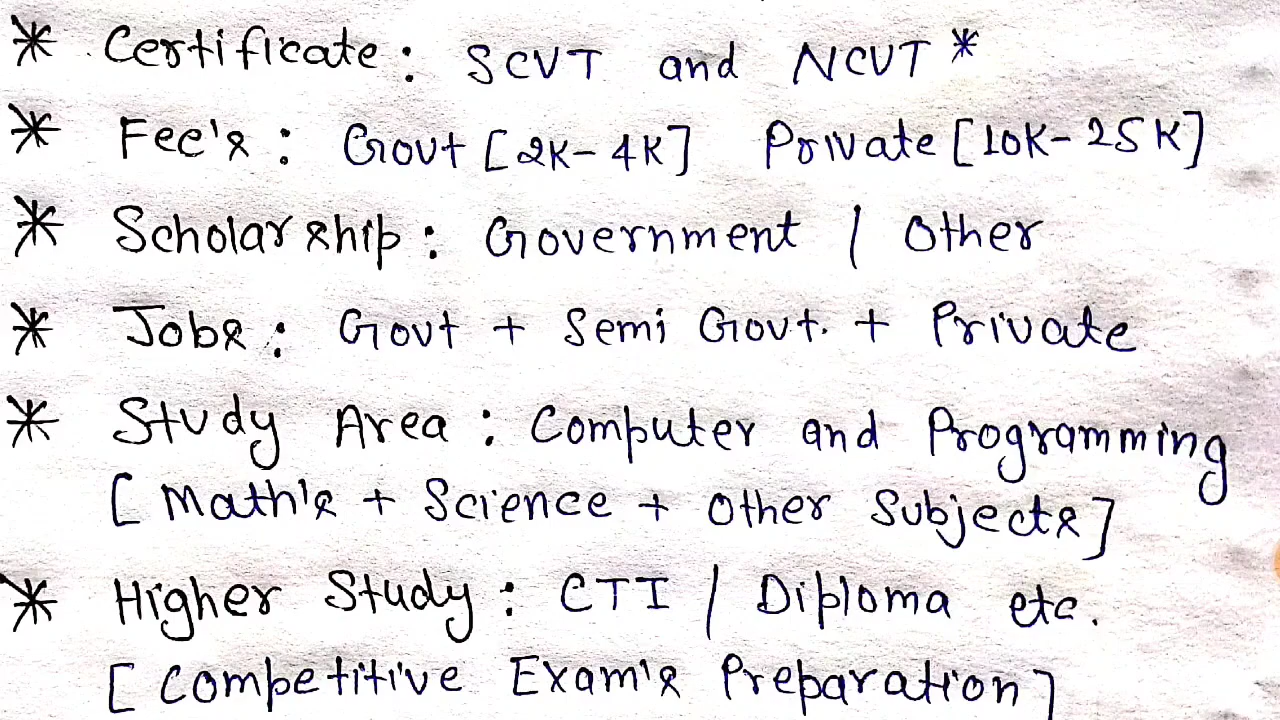 * Certificate : SCVT and NCVT *
* Fee's : Govt [2K-4K] Private [10K-25K]
* Scholarship : Government / Other
* Jobs : Govt + Semi Govt. + Private
* Study Area : Computer and Programming
[Math's + Science + Other Subjects]
* Higher Study : CTI / Diploma etc.
[Competitive Exam's Preparation]